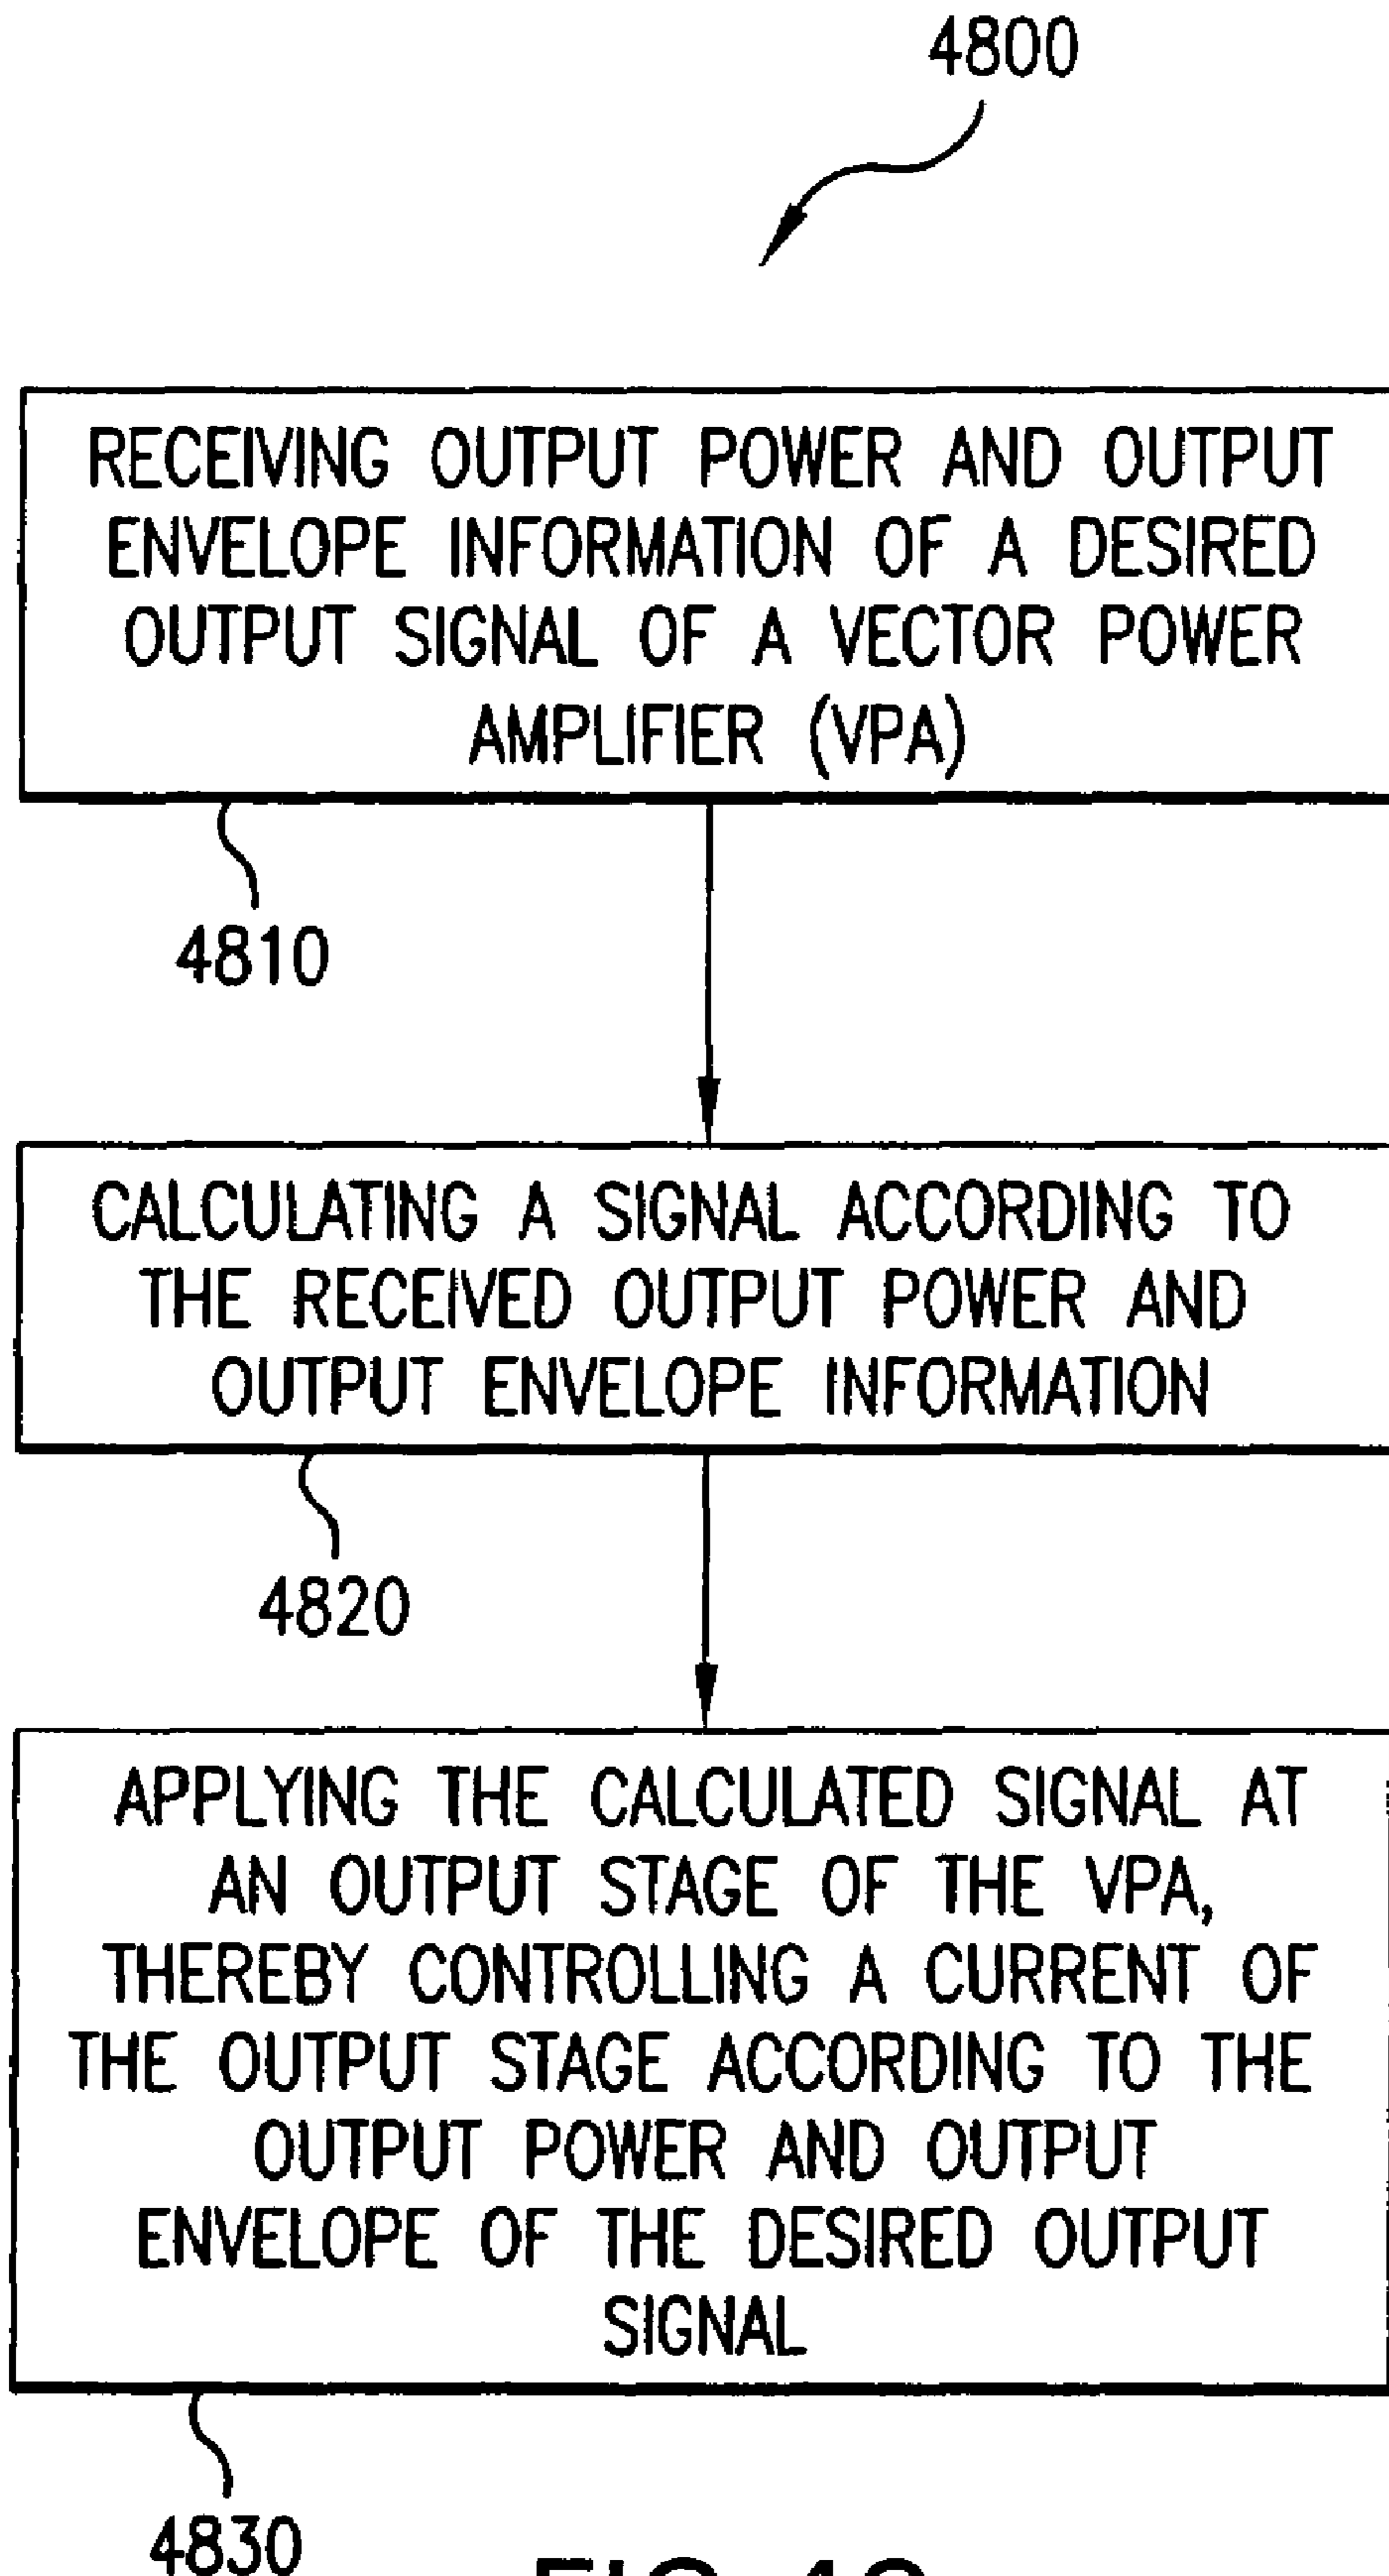 4800
RECEIVING OUTPUT POWER AND OUTPUT
ENVELOPE INFORMATION OF A DESIRED
OUTPUT SIGNAL OF A VECTOR POWER
AMPLIFIER (VPA)
4810
CALCULATING A SIGNAL ACCORDING TO
THE RECEIVED OUTPUT POWER AND
OUTPUT ENVELOPE INFORMATION
4820
APPLYING THE CALCULATED SIGNAL AT
AN OUTPUT STAGE OF THE VPA,
THEREBY CONTROLLING A CURRENT OF
THE OUTPUT STAGE ACCORDING TO THE
OUTPUT POWER AND OUTPUT
ENVELOPE OF THE DESIRED OUTPUT
SIGNAL
4830